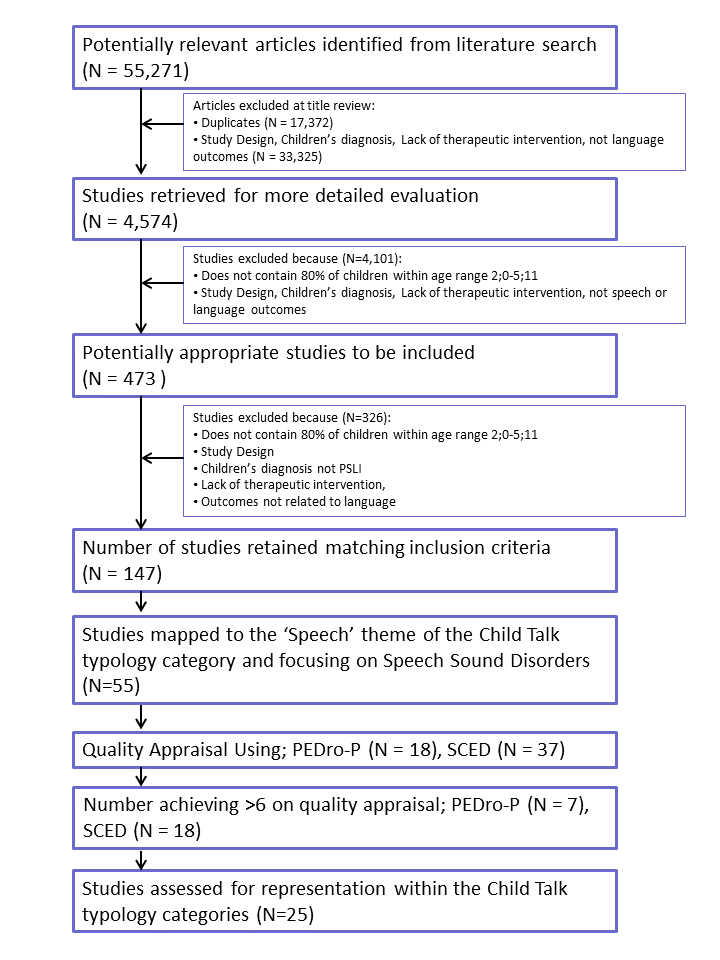 Potentially relevant articles identified from literature search
(N = 55,271)
Articles excluded at title review:
• Duplicates (N = 17,372)
• Study Design, Children’s diagnosis, Lack of therapeutic intervention, not language
outcomes (N = 33,325)
Studies retrieved for more detailed evaluation
(N = 4,574)
Studies excluded because (N=4,101):
• Does not contain 80% of children within age range 2;0-5;11
• Study Design, Children’s diagnosis, Lack of therapeutic intervention, not speech or
language outcomes
Potentially appropriate studies to be included
(N = 473 )
Studies excluded because (N=326):
• Does not contain 80% of children within age range 2;0-5;11
• Study Design
• Children’s diagnosis not PSLI
• Lack of therapeutic intervention,
• Outcomes not related to language
Number of studies retained matching inclusion criteria
(N = 147)
Studies mapped to the ‘Speech’ theme of the Child Talk
typology category and focusing on Speech Sound Disorders
(N=55)
Quality Appraisal Using; PEDro-P (N = 18), SCED (N = 37)
Number achieving >6 on quality appraisal; PEDro-P (N = 7),
SCED (N = 18)
Studies assessed for representation within the Child Talk
typology categories (N=25)